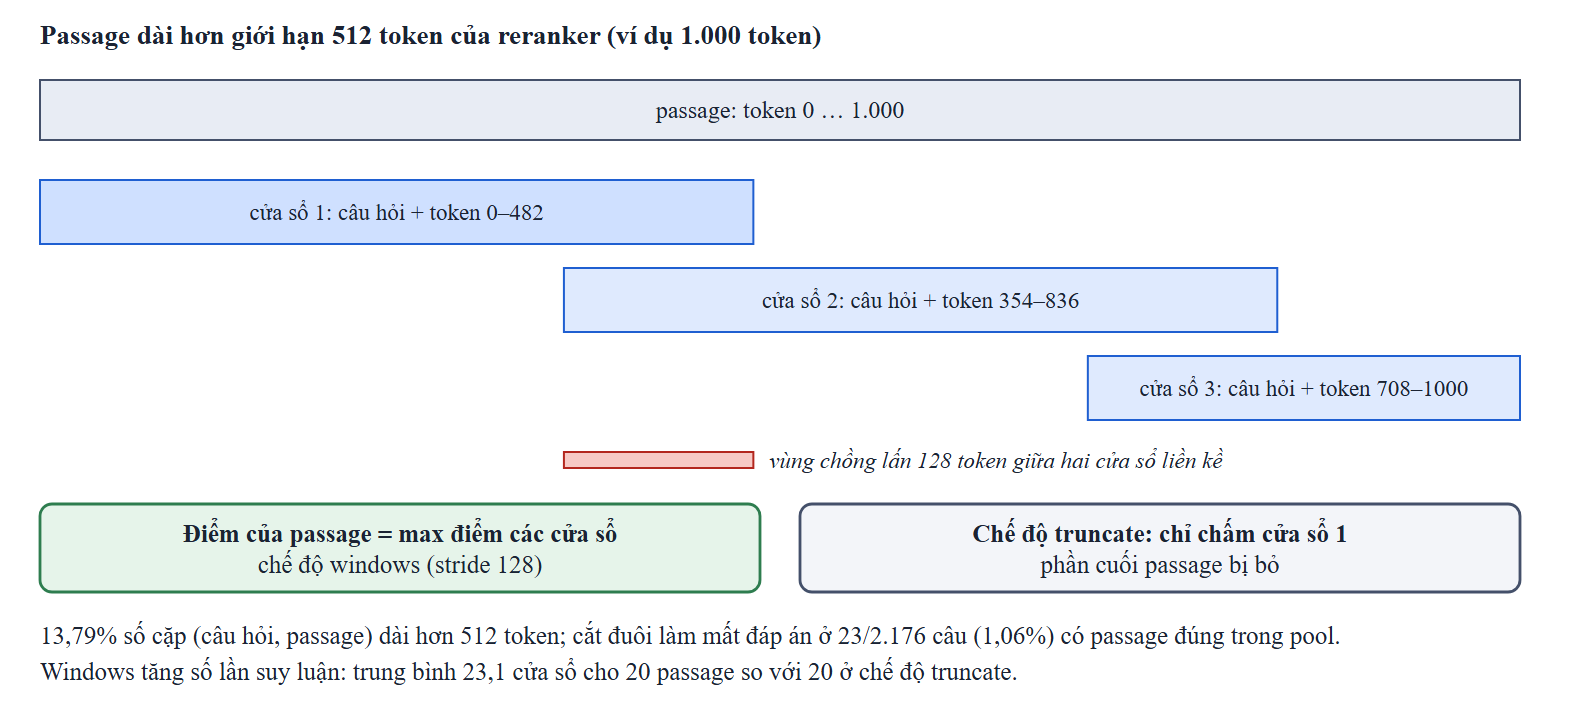 Passage dài hơn giới hạn 512 token của reranker (ví dụ 1.000 token)
passage: token 0 … 1.000
cửa sổ 1: câu hỏi + token 0–482
cửa sổ 2: câu hỏi + token 354–836
cửa sổ 3: câu hỏi + token 708–1000
vùng chồng lấn 128 token giữa hai cửa sổ liền kề
Điểm của passage = max điểm các cửa sổ
chế độ windows (stride 128)
Chế độ truncate: chỉ chấm cửa sổ 1
phần cuối passage bị bỏ
13,79% số cặp (câu hỏi, passage) dài hơn 512 token; cắt đuôi làm mất đáp án ở 23/2.176 câu (1,06%) có passage đúng trong pool.
Windows tăng số lần suy luận: trung bình 23,1 cửa sổ cho 20 passage so với 20 ở chế độ truncate.